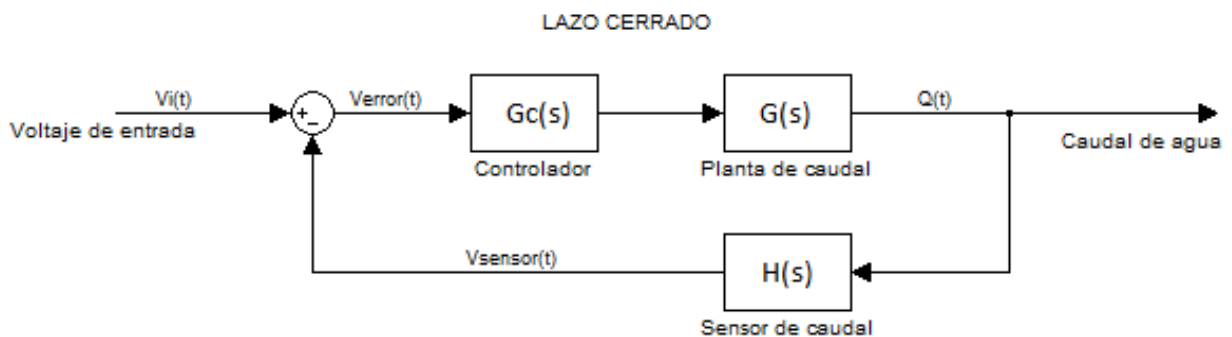 LAZO CERRADO
Vi(t)
Voltaje de entrada
+
-
Verror(t)
Gc(s)
Controlador
G(s)
Planta de caudal
Q(t)
Caudal de agua
Vsensor(t)
H(s)
Sensor de caudal